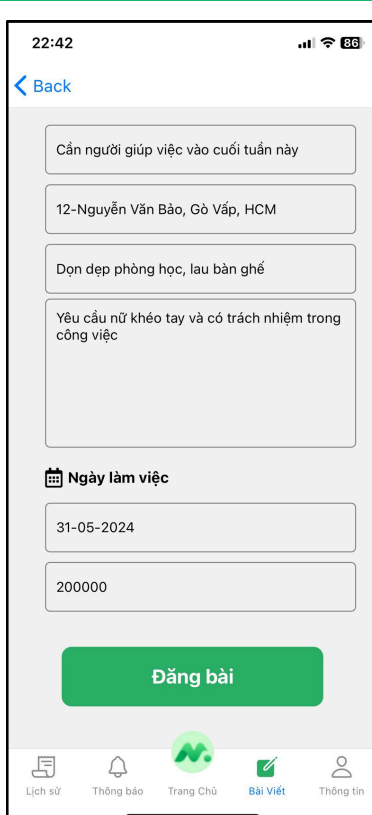 22:42
86
Back
Cần người giúp việc vào cuối tuần này
12-Nguyễn Văn Bảo, Gò Vấp, HCM
Dọn dẹp phòng học, lau bàn ghế
Yêu cầu nữ khéo tay và có trách nhiệm trong
công việc
Ngày làm việc
31-05-2024
200000
Đăng bài
Lịch sử
Thông báo
Trang Chủ
Bài Viết
Thông tin